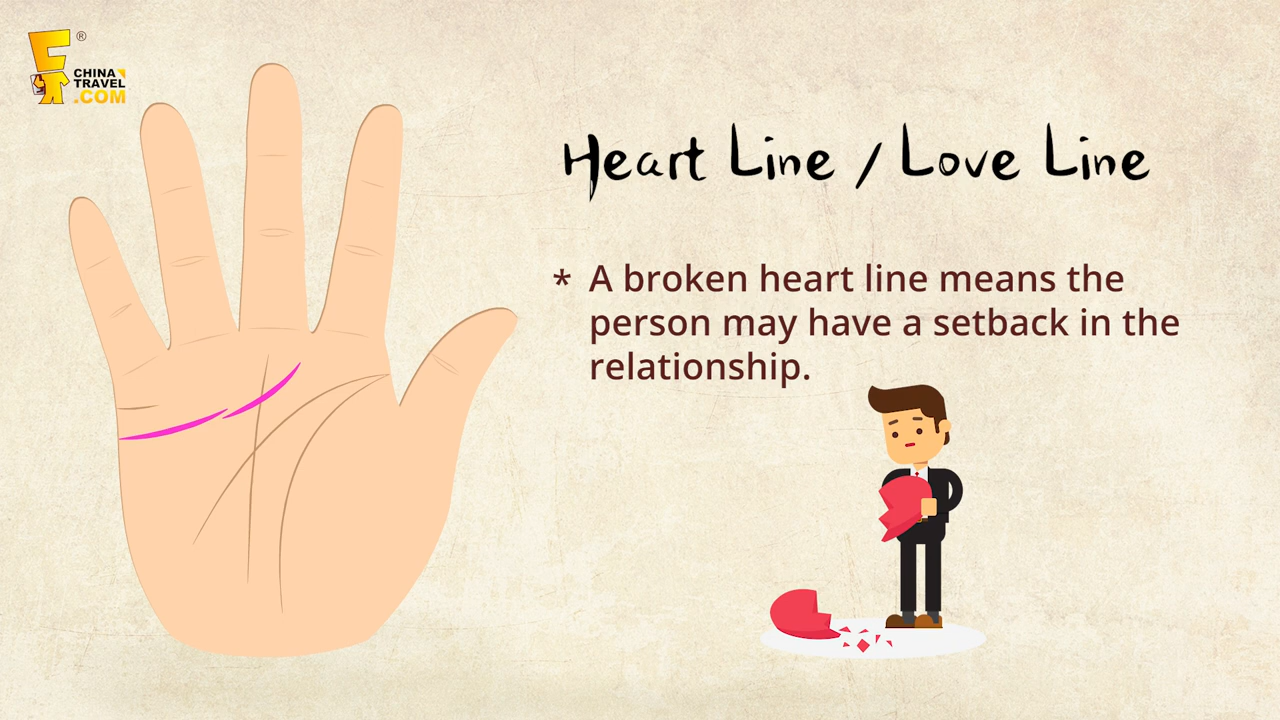 ®
CHINA
TRAVEL
.COM
Heart Line / Love Line
* A broken heart line means the
person may have a setback in the
relationship.